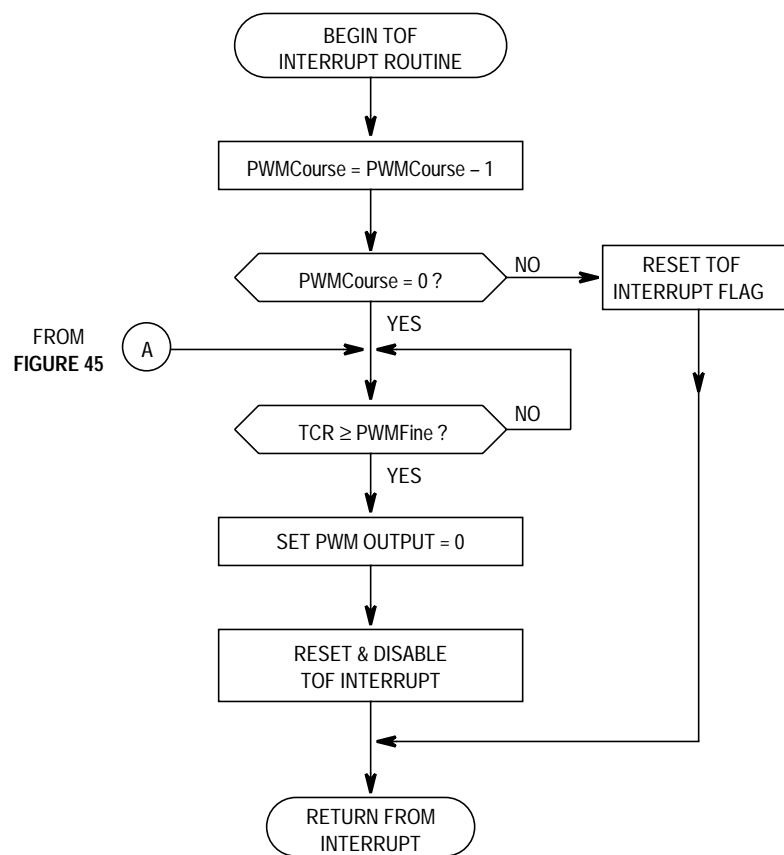 BEGIN TOF
INTERRUPT ROUTINE
PWMCourse = PWMCourse – 1
PWMCourse = 0 ?
NO
RESET TOF
INTERRUPT FLAG
YES
FROM
FIGURE 45
A
TCR ≥ PWMFine ?
NO
YES
SET PWM OUTPUT = 0
RESET & DISABLE
TOF INTERRUPT
RETURN FROM
INTERRUPT